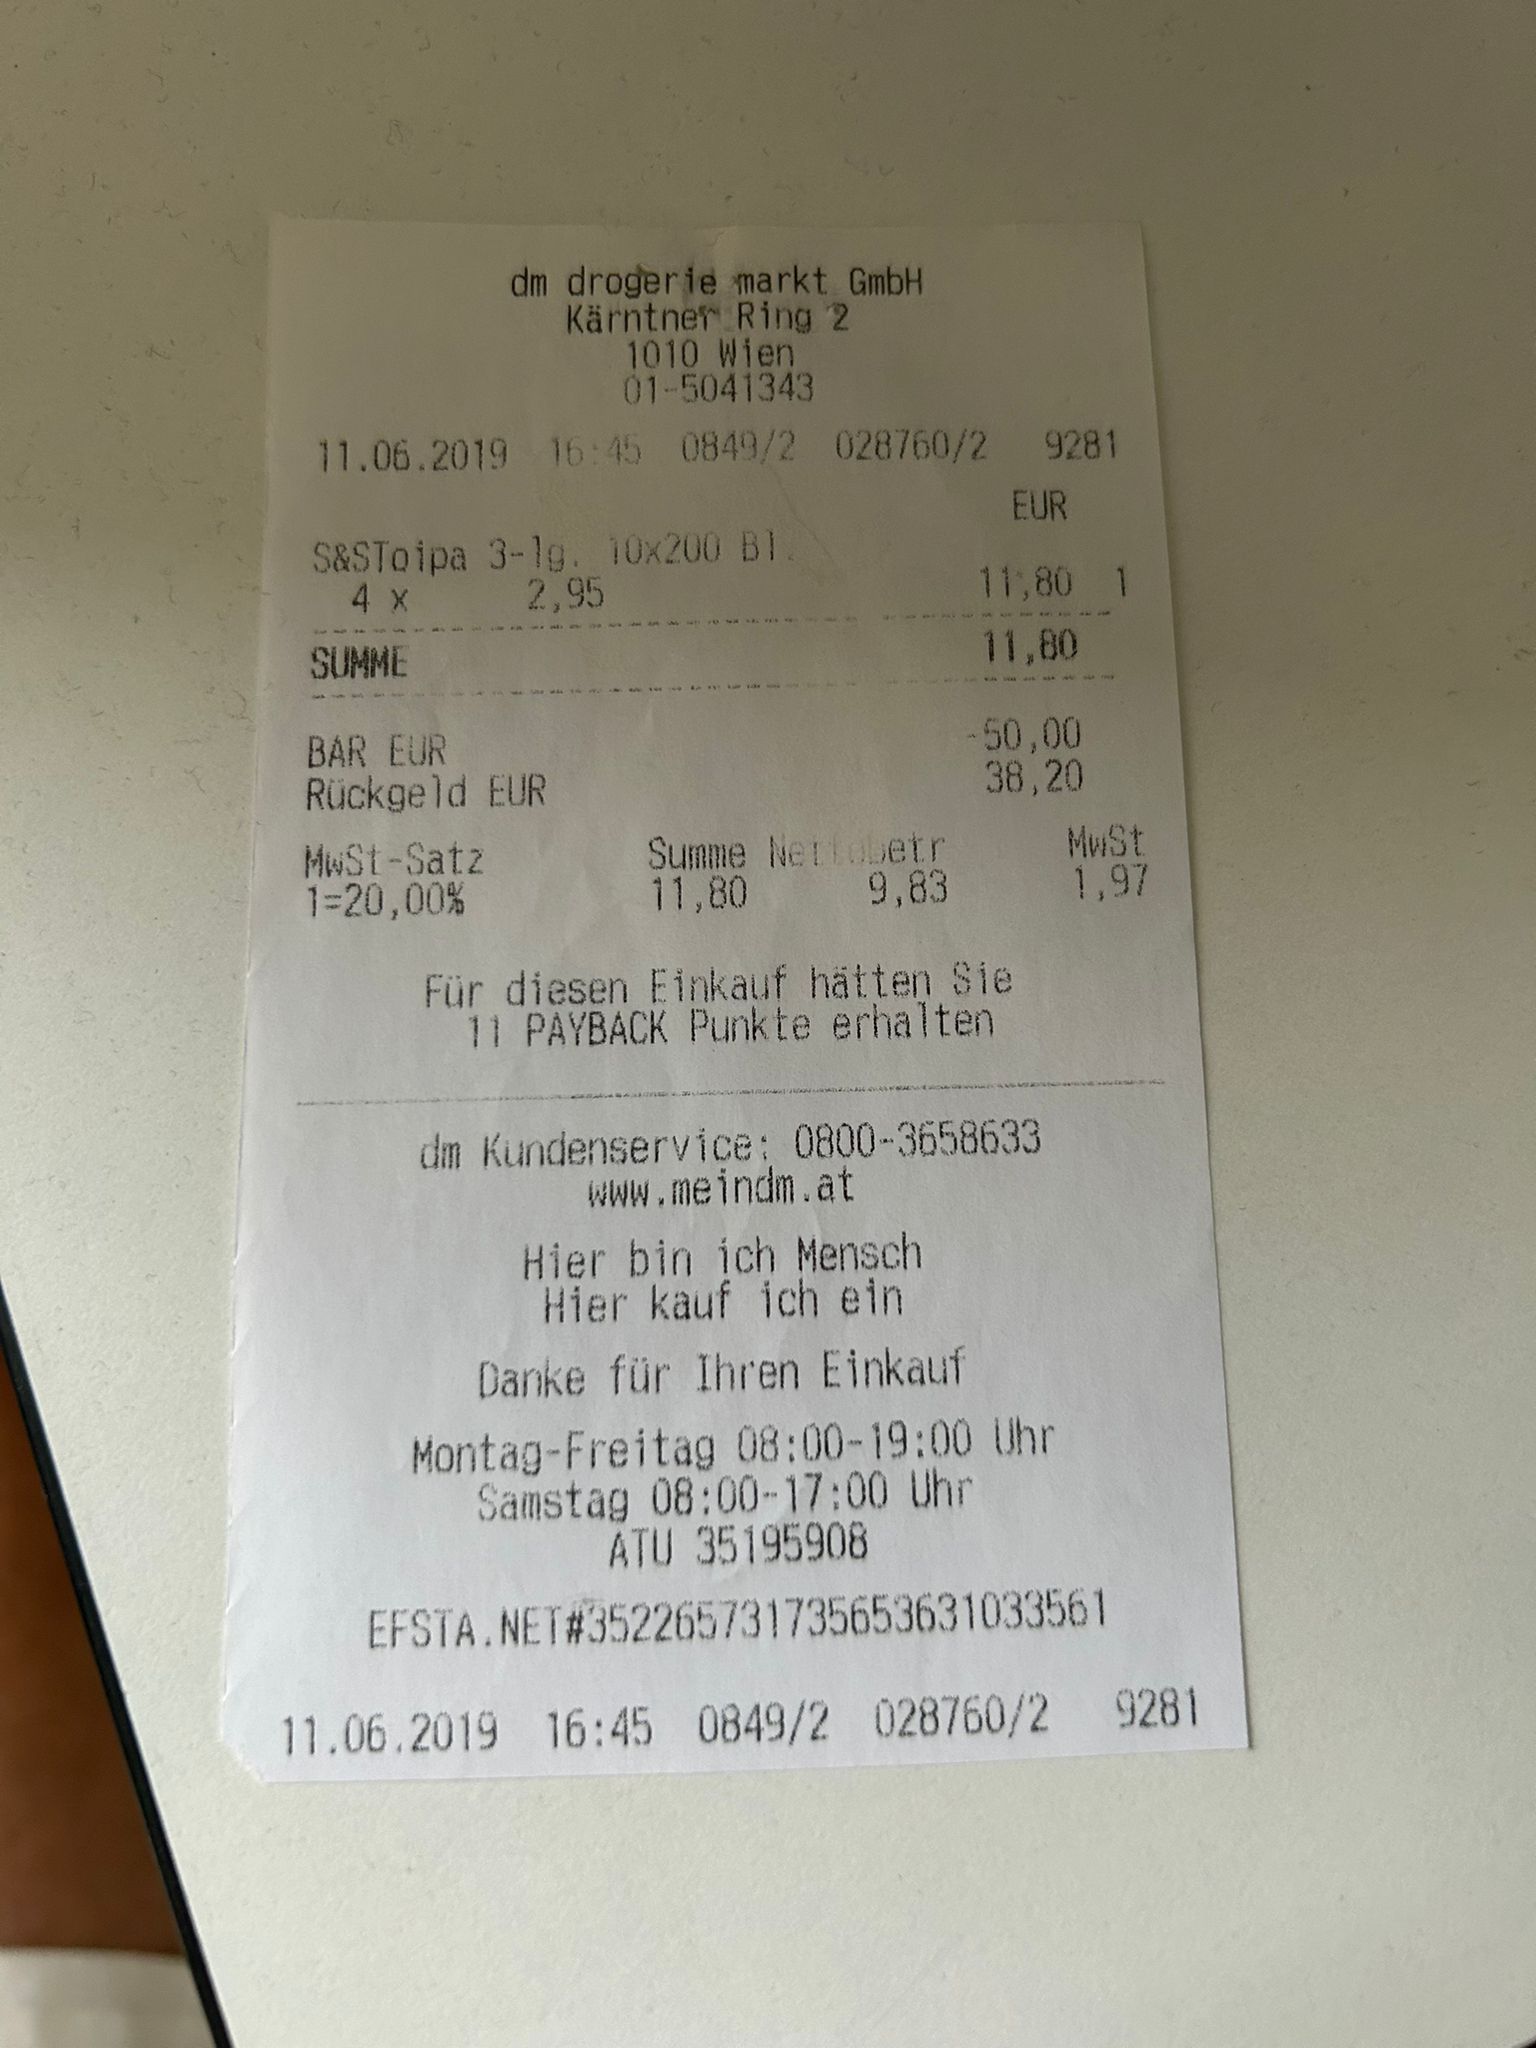 dm drogerie markt GmbH
Kärntner Ring 2
1010 Wien
01-5041343
11.06.2019 16:45 0849/2 028760/2 9281
EUR
S&SToipa 3-lg. 10x200 Bl.
4 x 2,95 11,80 1
SUMME 11,80
BAR EUR -50,00
Rückgeld EUR 38,20
MwSt-Satz Summe Nettobetr MwSt
1=20,00% 11,80 9,83 1,97
Für diesen Einkauf hätten Sie
11 PAYBACK Punkte erhalten
dm Kundenservice: 0800-3658633
www.meindm.at
Hier bin ich Mensch
Hier kauf ich ein
Danke für Ihren Einkauf
Montag-Freitag 08:00-19:00 Uhr
Samstag 08:00-17:00 Uhr
ATU 35195908
EFSTA.NET#35226573173565363​1033561
11.06.2019 16:45 0849/2 028760/2 9281